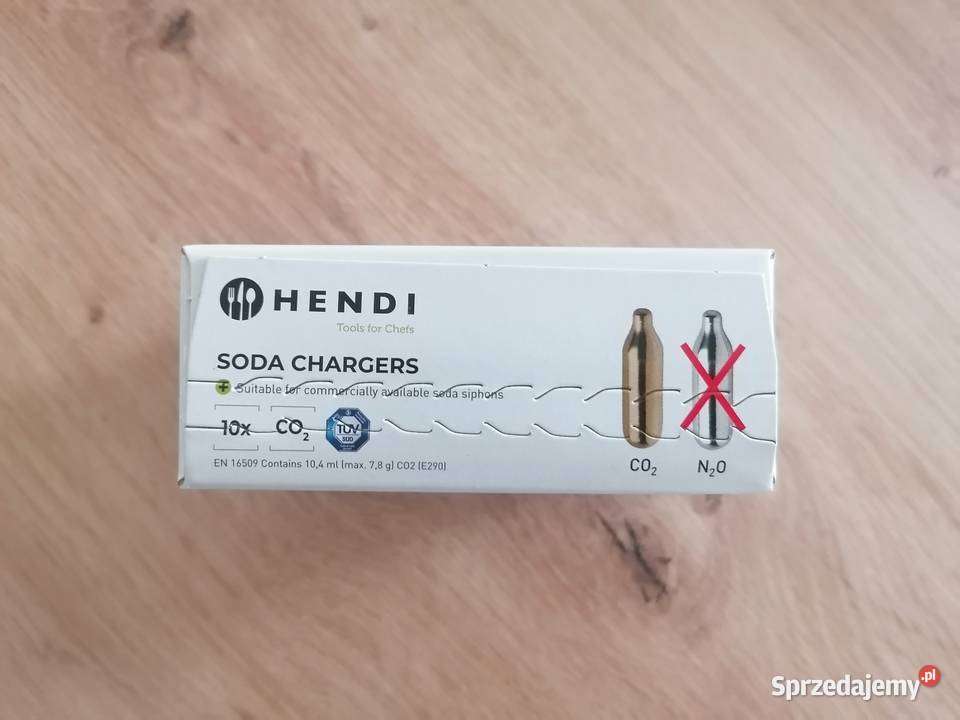 HENDI
Tools for Chefs
SODA CHARGERS
Suitable for commercially available soda siphons
10x CO₂ TÜV SÜD
EN 16509 Contains 10,4 ml (max. 7,8 g) CO2 (E290)
CO₂ N₂O
Sprzedajemy.pl